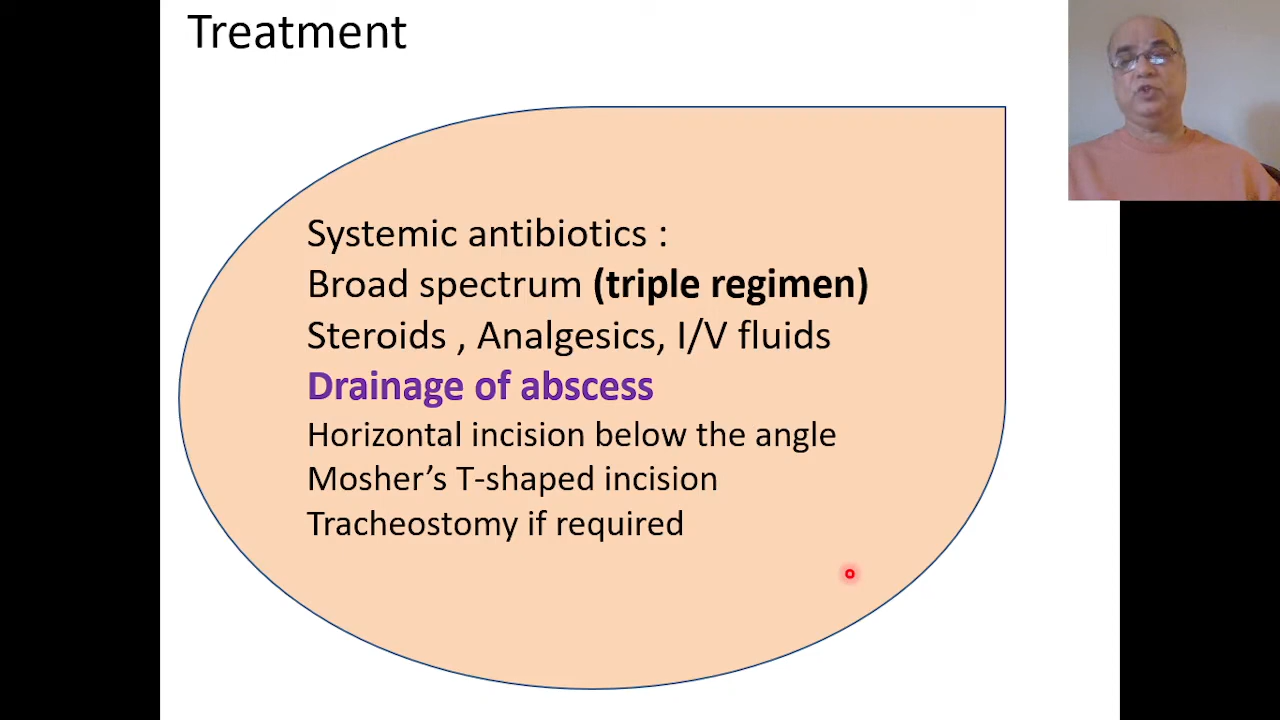 Treatment
Systemic antibiotics :
Broad spectrum (triple regimen)
Steroids , Analgesics, I/V fluids
Drainage of abscess
Horizontal incision below the angle
Mosher’s T-shaped incision
Tracheostomy if required